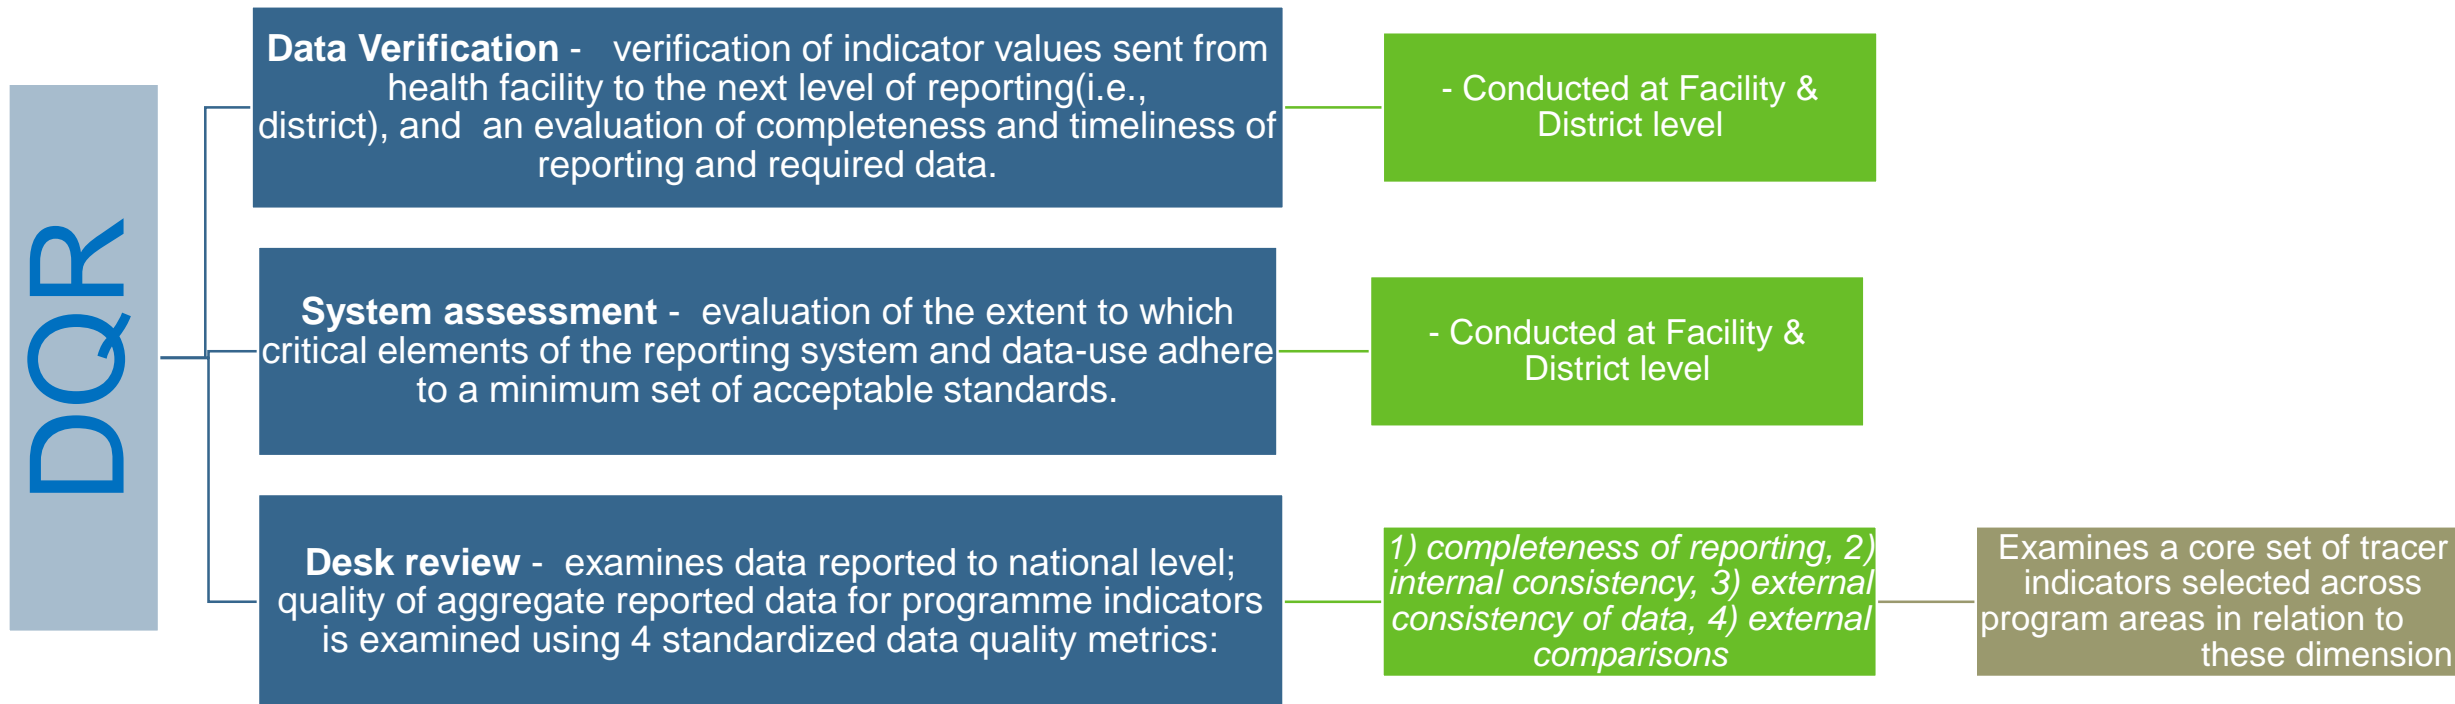 DQR
Data Verification -   verification of indicator values sent from
health facility to the next level of reporting(i.e.,
district), and  an evaluation of completeness and timeliness of
reporting and required data.
- Conducted at Facility &
District level
System assessment -  evaluation of the extent to which
critical elements of the reporting system and data-use adhere
to a minimum set of acceptable standards.
- Conducted at Facility &
District level
Desk review -  examines data reported to national level;
quality of aggregate reported data for programme indicators
is examined using 4 standardized data quality metrics:
1) completeness of reporting, 2)
internal consistency, 3) external
consistency of data, 4) external
comparisons
Examines a core set of tracer
indicators selected across
program areas in relation to
these dimension